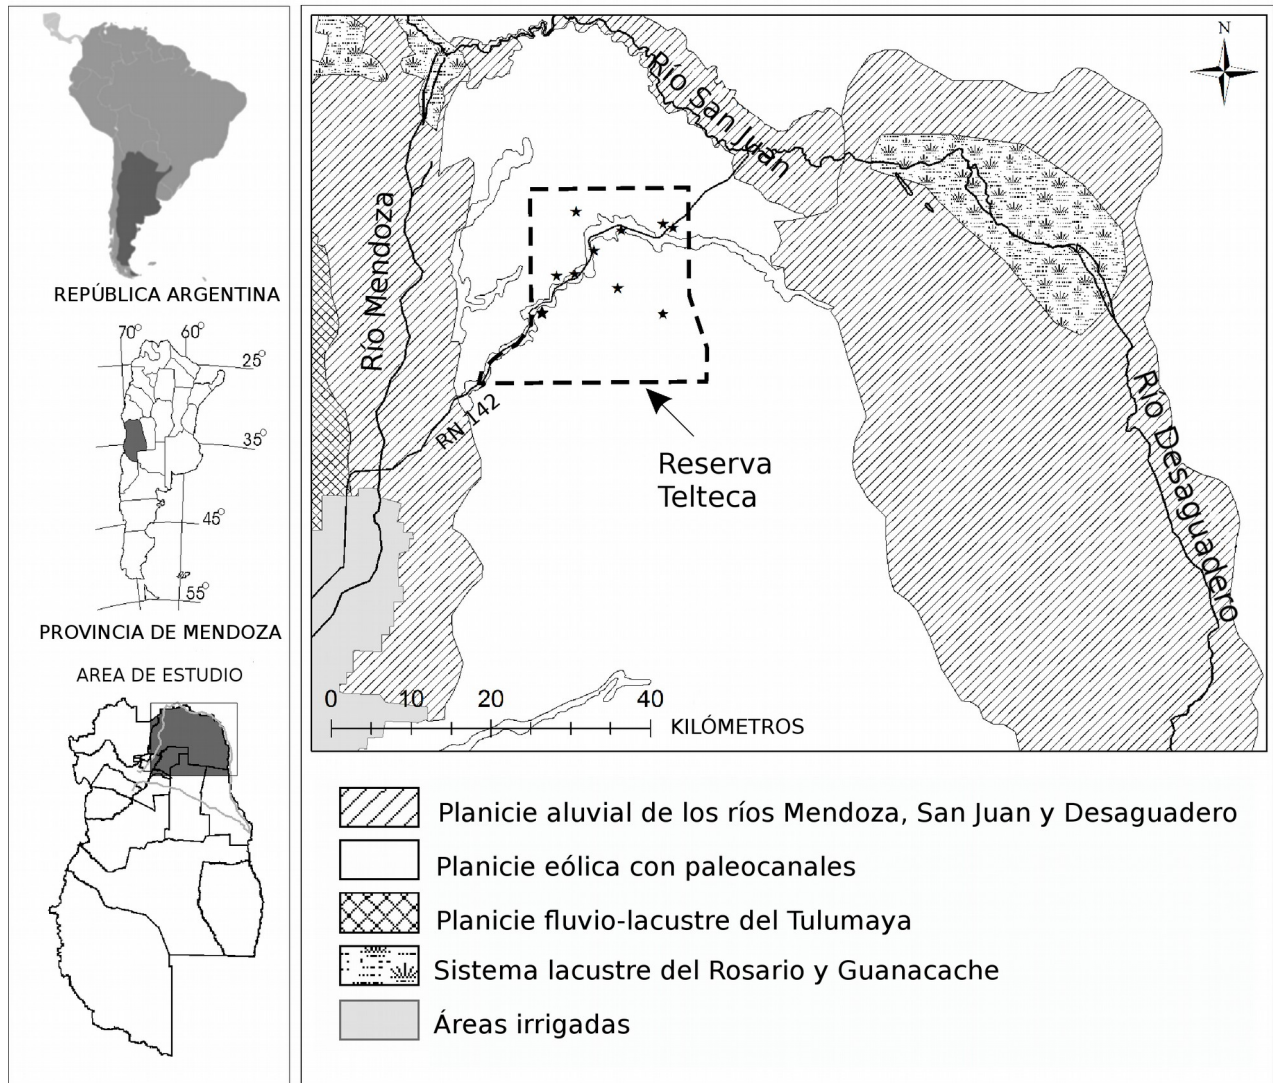 REPÚBLICA ARGENTINA
70°
60°
25°
35°
45°
55°
PROVINCIA DE MENDOZA
AREA DE ESTUDIO
N
Río San Juan
Río Mendoza
RN 142
Reserva
Telteca
Río Desaguadero
0 10 20 40
KILÓMETROS
Planicie aluvial de los ríos Mendoza, San Juan y Desaguadero
Planicie eólica con paleocanales
Planicie fluvio-lacustre del Tulumaya
Sistema lacustre del Rosario y Guanacache
Áreas irrigadas